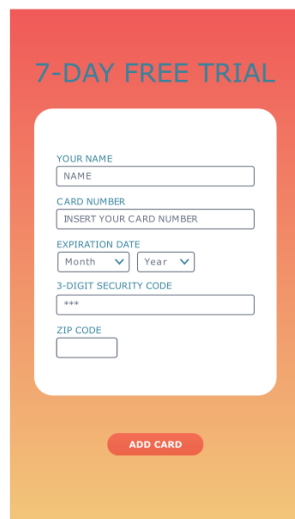 7-DAY FREE TRIAL
YOUR NAME
NAME
CARD NUMBER
INSERT YOUR CARD NUMBER
EXPIRATION DATE
Month Year
3-DIGIT SECURITY CODE
***
ZIP CODE
ADD CARD